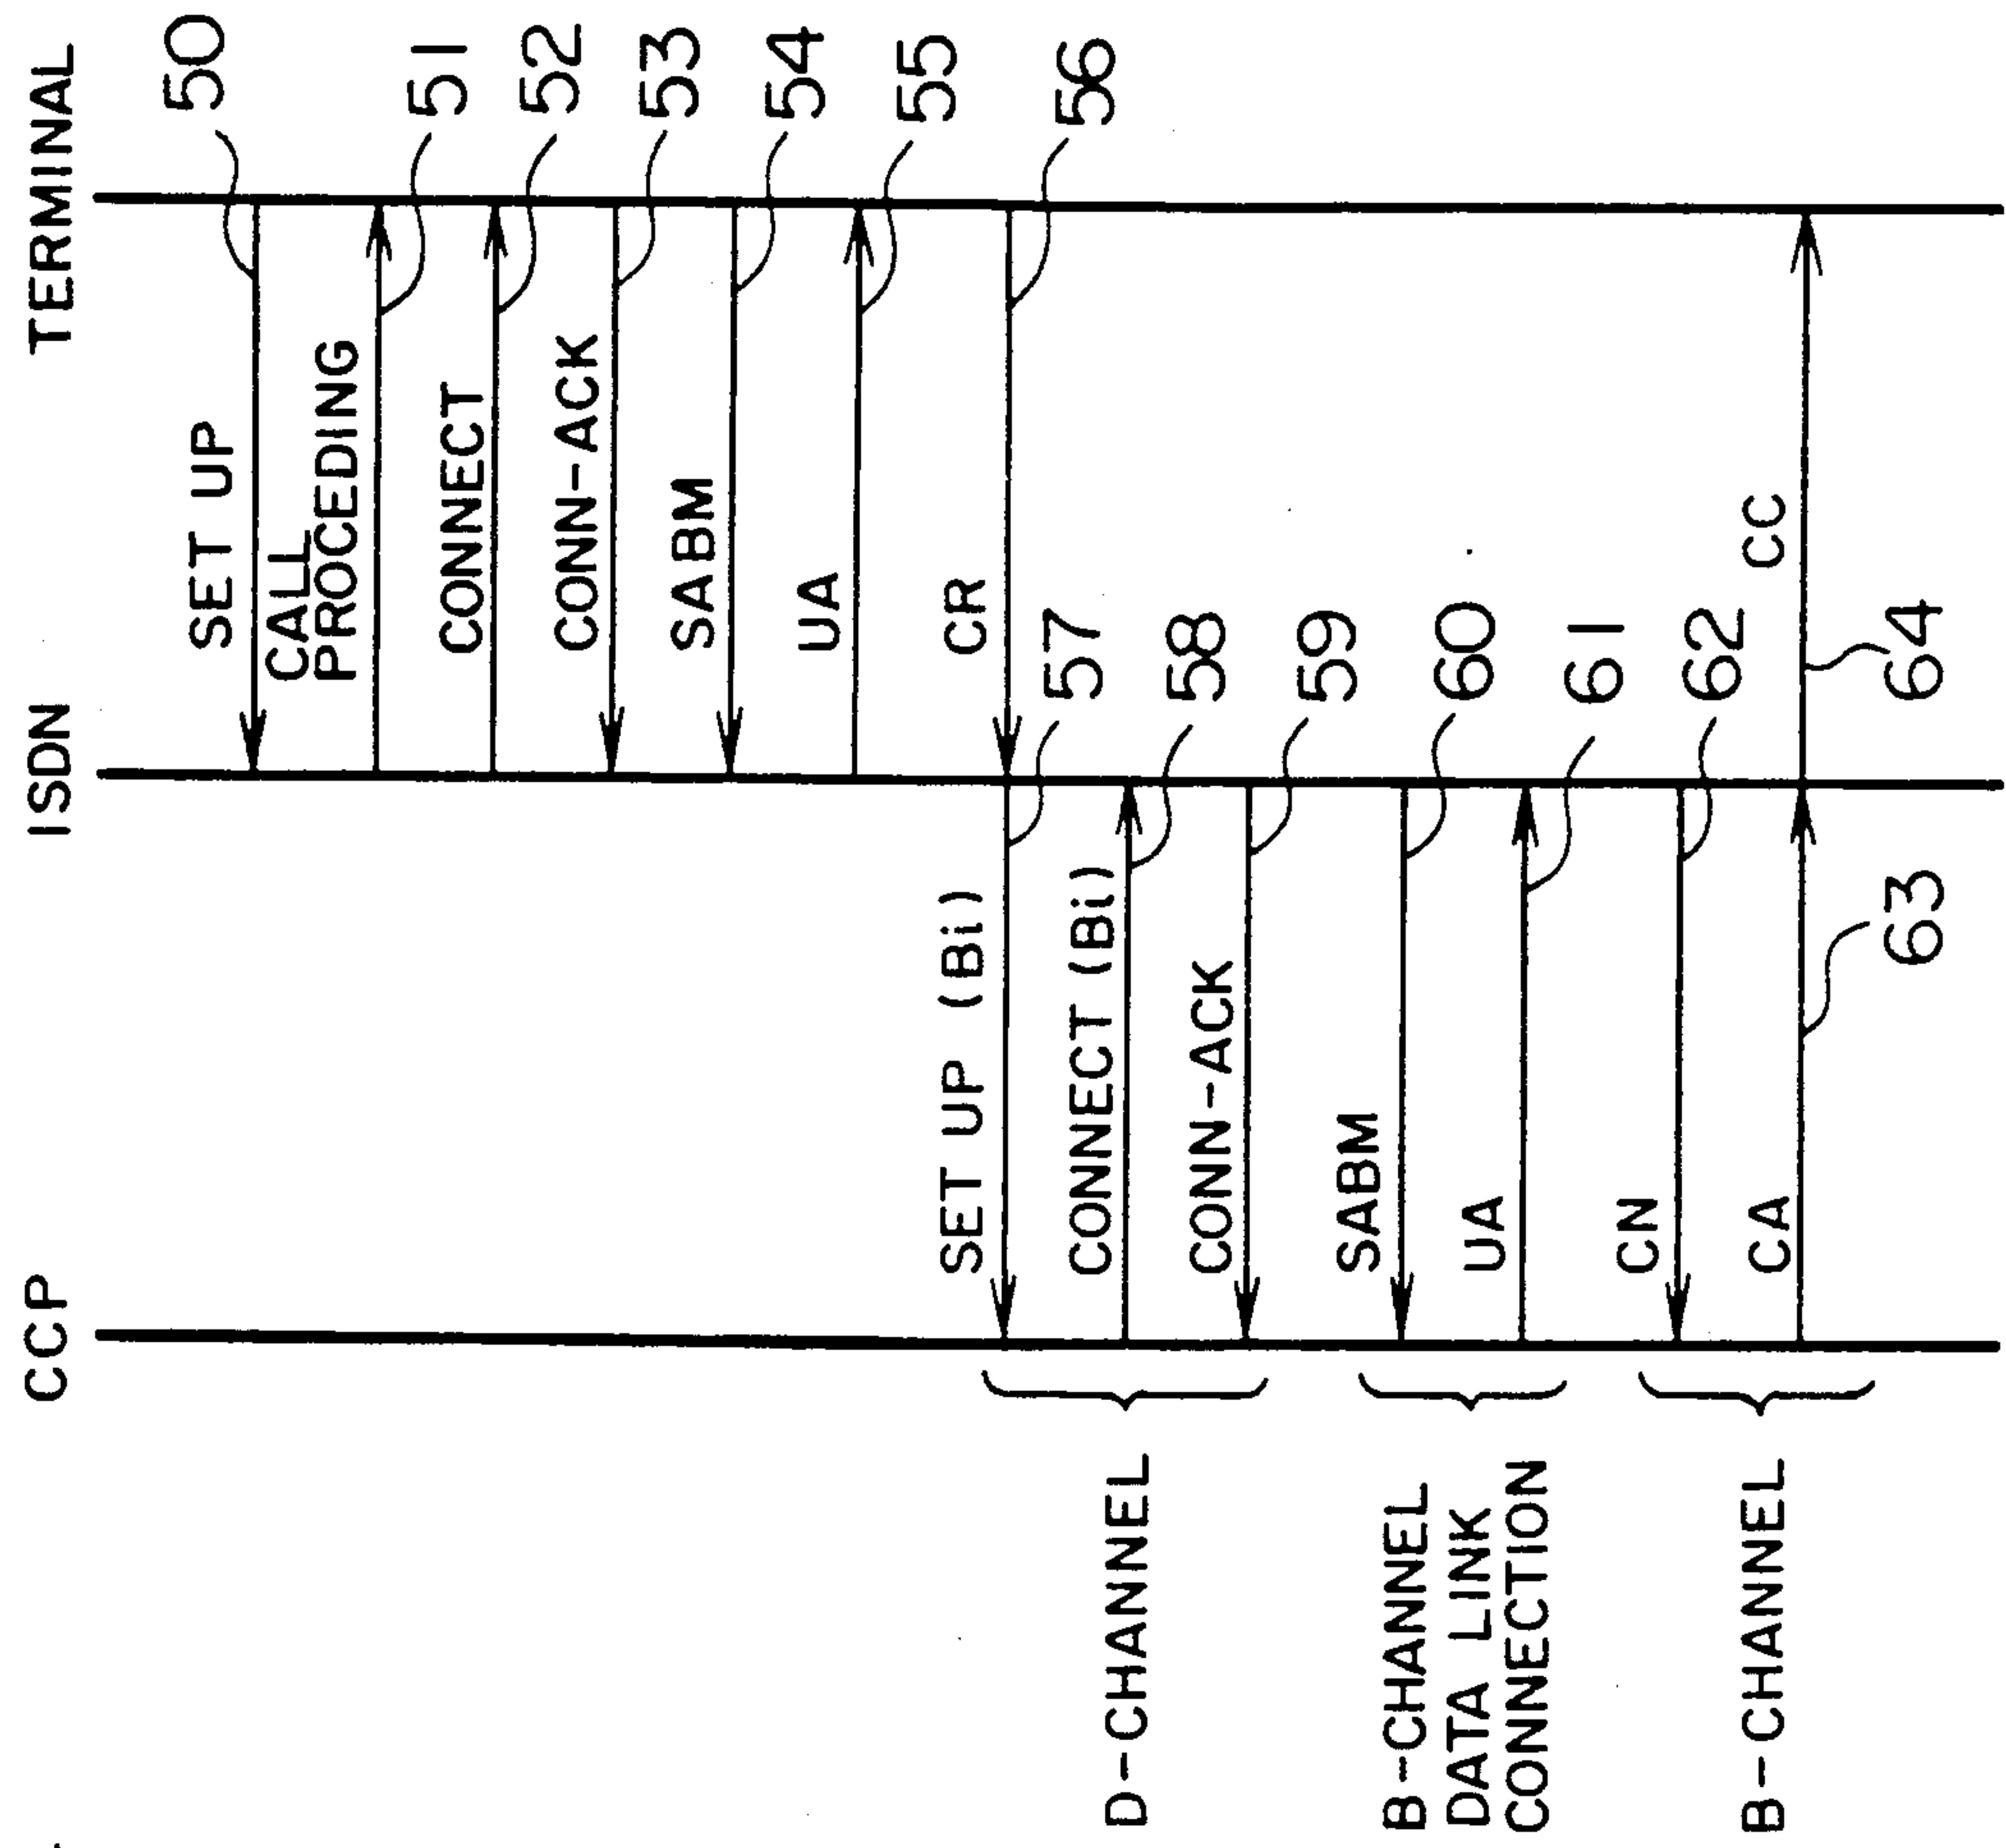 CCP
ISDN
TERMINAL
50
SET UP
CALL
PROCEDING
51
CONNECT
52
CONN-ACK
53
SABM
54
UA
55
CR
56
SET UP (Bi)
57
CONNECT (Bi)
58
CONN-ACK
59
D-CHANNEL
SABM
60
UA
61
B-CHANNEL
DATA LINK
CONNECTION
CN
62
CA
63
CC
64
B-CHANNEL